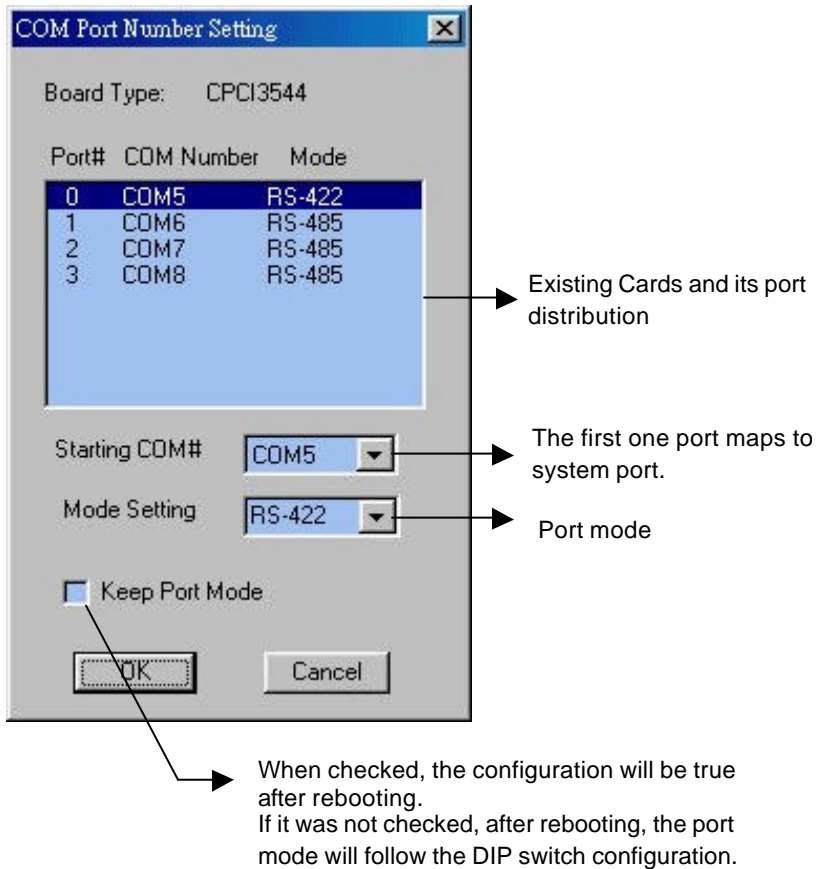 COM Port Number Setting
Board Type: CPCI3544
Port# COM Number Mode
0 COM5 RS-422
1 COM6 RS-485
2 COM7 RS-485
3 COM8 RS-485
Existing Cards and its port
distribution
Starting COM# COM5
The first one port maps to
system port.
Mode Setting RS-422
Port mode
Keep Port Mode
OK Cancel
When checked, the configuration will be true
after rebooting.
If it was not checked, after rebooting, the port
mode will follow the DIP switch configuration.